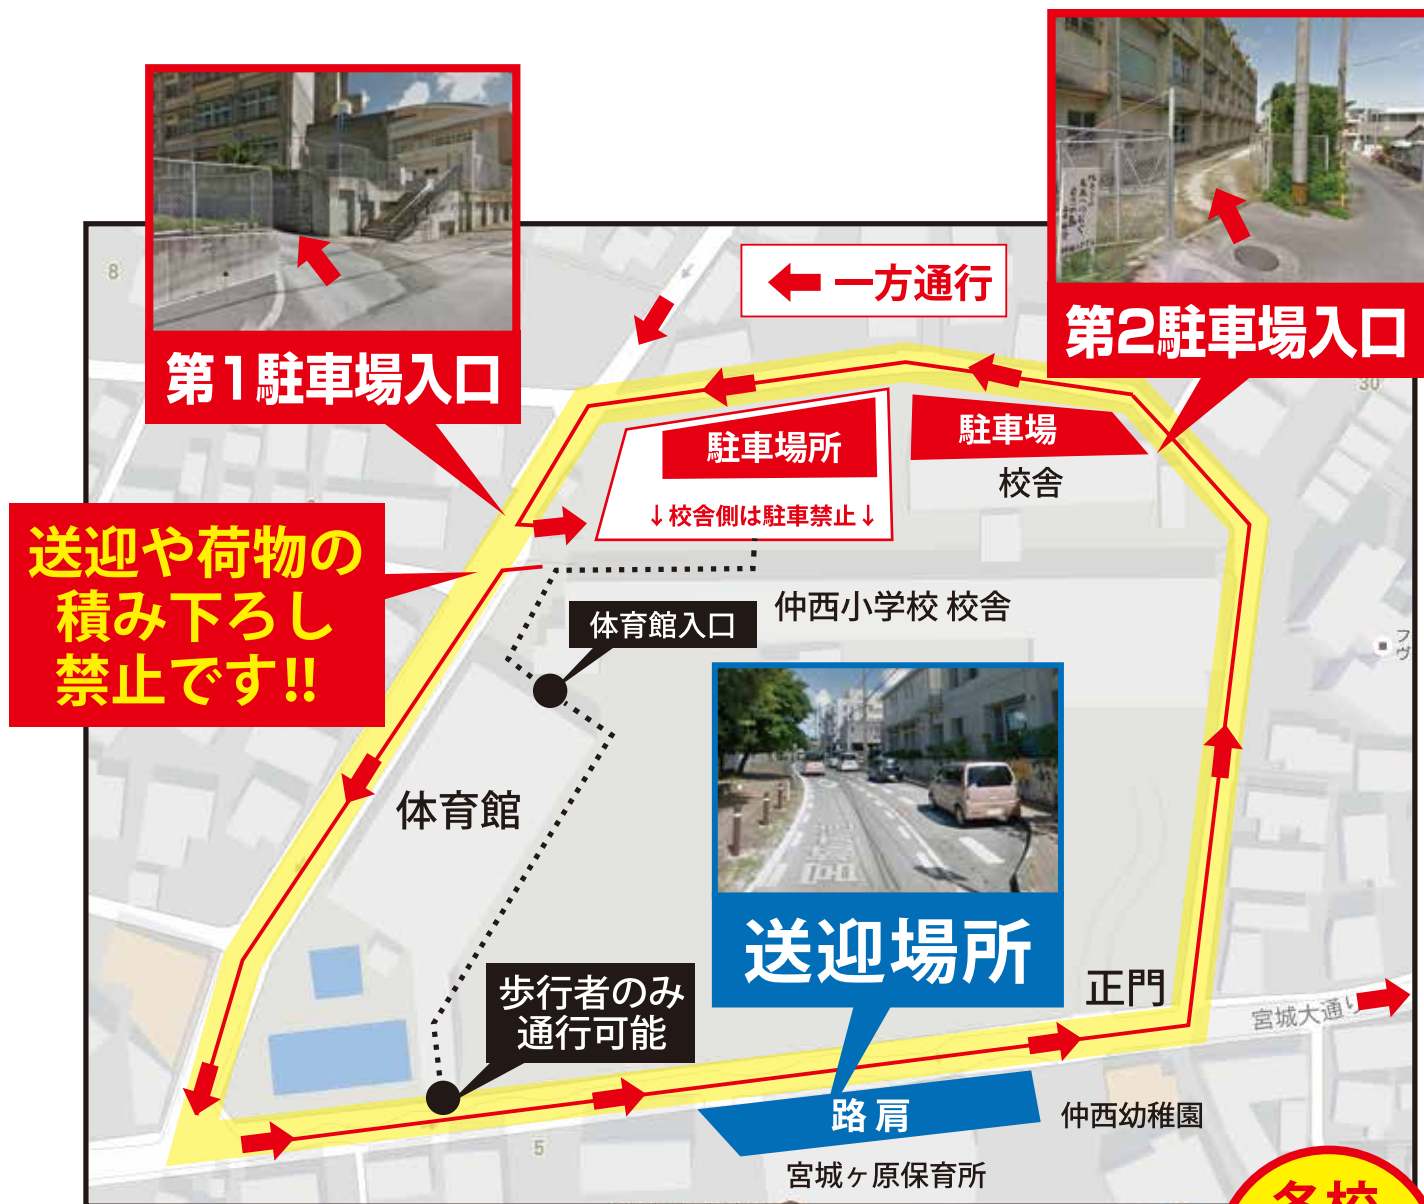 8
← 一方通行
第1駐車場入口
第2駐車場入口
30
駐車場所
駐車場
校舎
↓校舎側は駐車禁止↓
送迎や荷物の
積み下ろし
禁止です!!
仲西小学校 校舎
体育館入口
フ
ヴ
体育館
送迎場所
歩行者のみ
通行可能
正門
宮城大通り
路肩
仲西幼稚園
5
宮城ヶ原保育所
各校